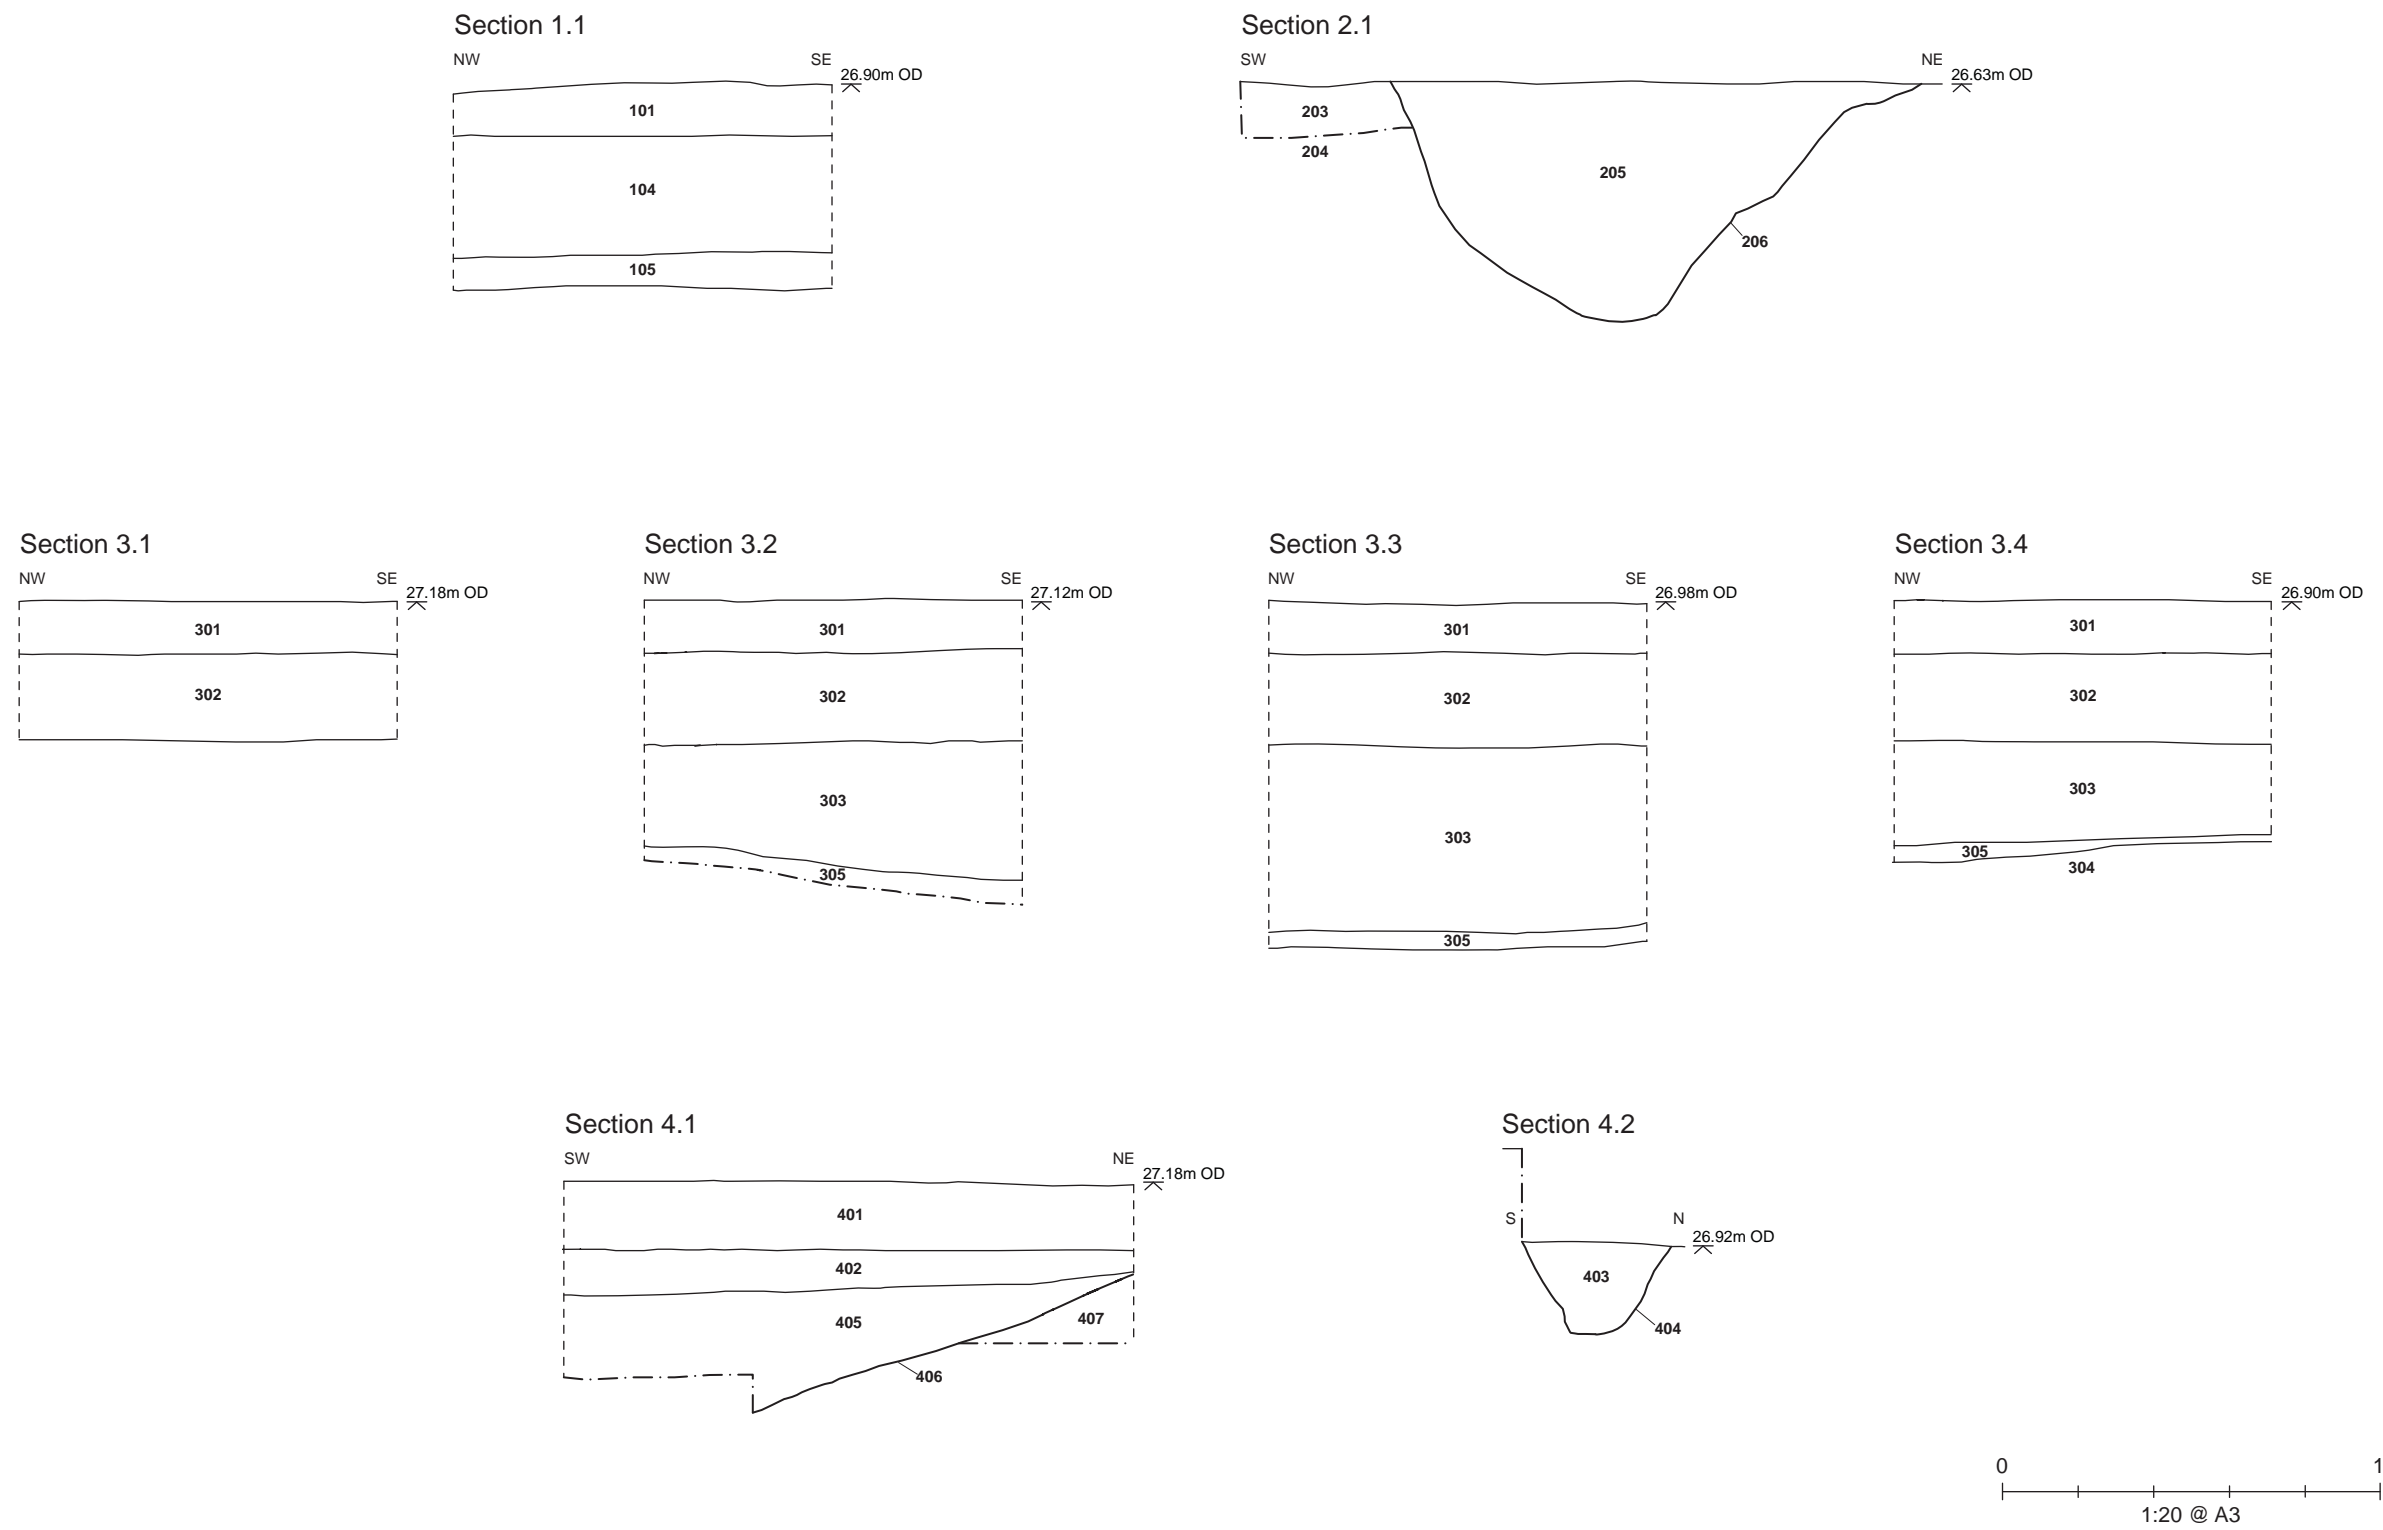 Section 1.1
NW SE 26.90m OD
101
104
105
Section 2.1
SW NE 26.63m OD
203
204
205
206
Section 3.1
NW SE 27.18m OD
301
302
Section 3.2
NW SE 27.12m OD
301
302
303
305
Section 3.3
NW SE 26.98m OD
301
302
303
305
Section 3.4
NW SE 26.90m OD
301
302
303
305
304
Section 4.1
SW NE 27.18m OD
401
402
405
407
406
Section 4.2
S N 26.92m OD
403
404
0 1
1:20 @ A3